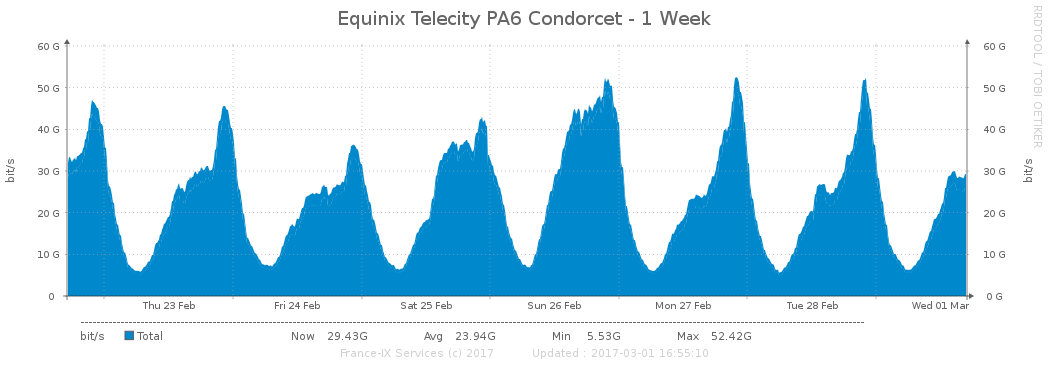 Equinix Telecity PA6 Condorcet - 1 Week
RRDTOOL / TOBI OETIKER
60 G 60 G
50 G 50 G
40 G 40 G
30 G 30 G
20 G 20 G
10 G 10 G
0 0 G
bit/s
bit/s
Thu 23 Feb Fri 24 Feb Sat 25 Feb Sun 26 Feb Mon 27 Feb Tue 28 Feb Wed 01 Mar
bit/s Total Now 29.43G Avg 23.94G Min 5.53G Max 52.42G
France-IX Services (c) 2017 Updated : 2017-03-01 16:55:10